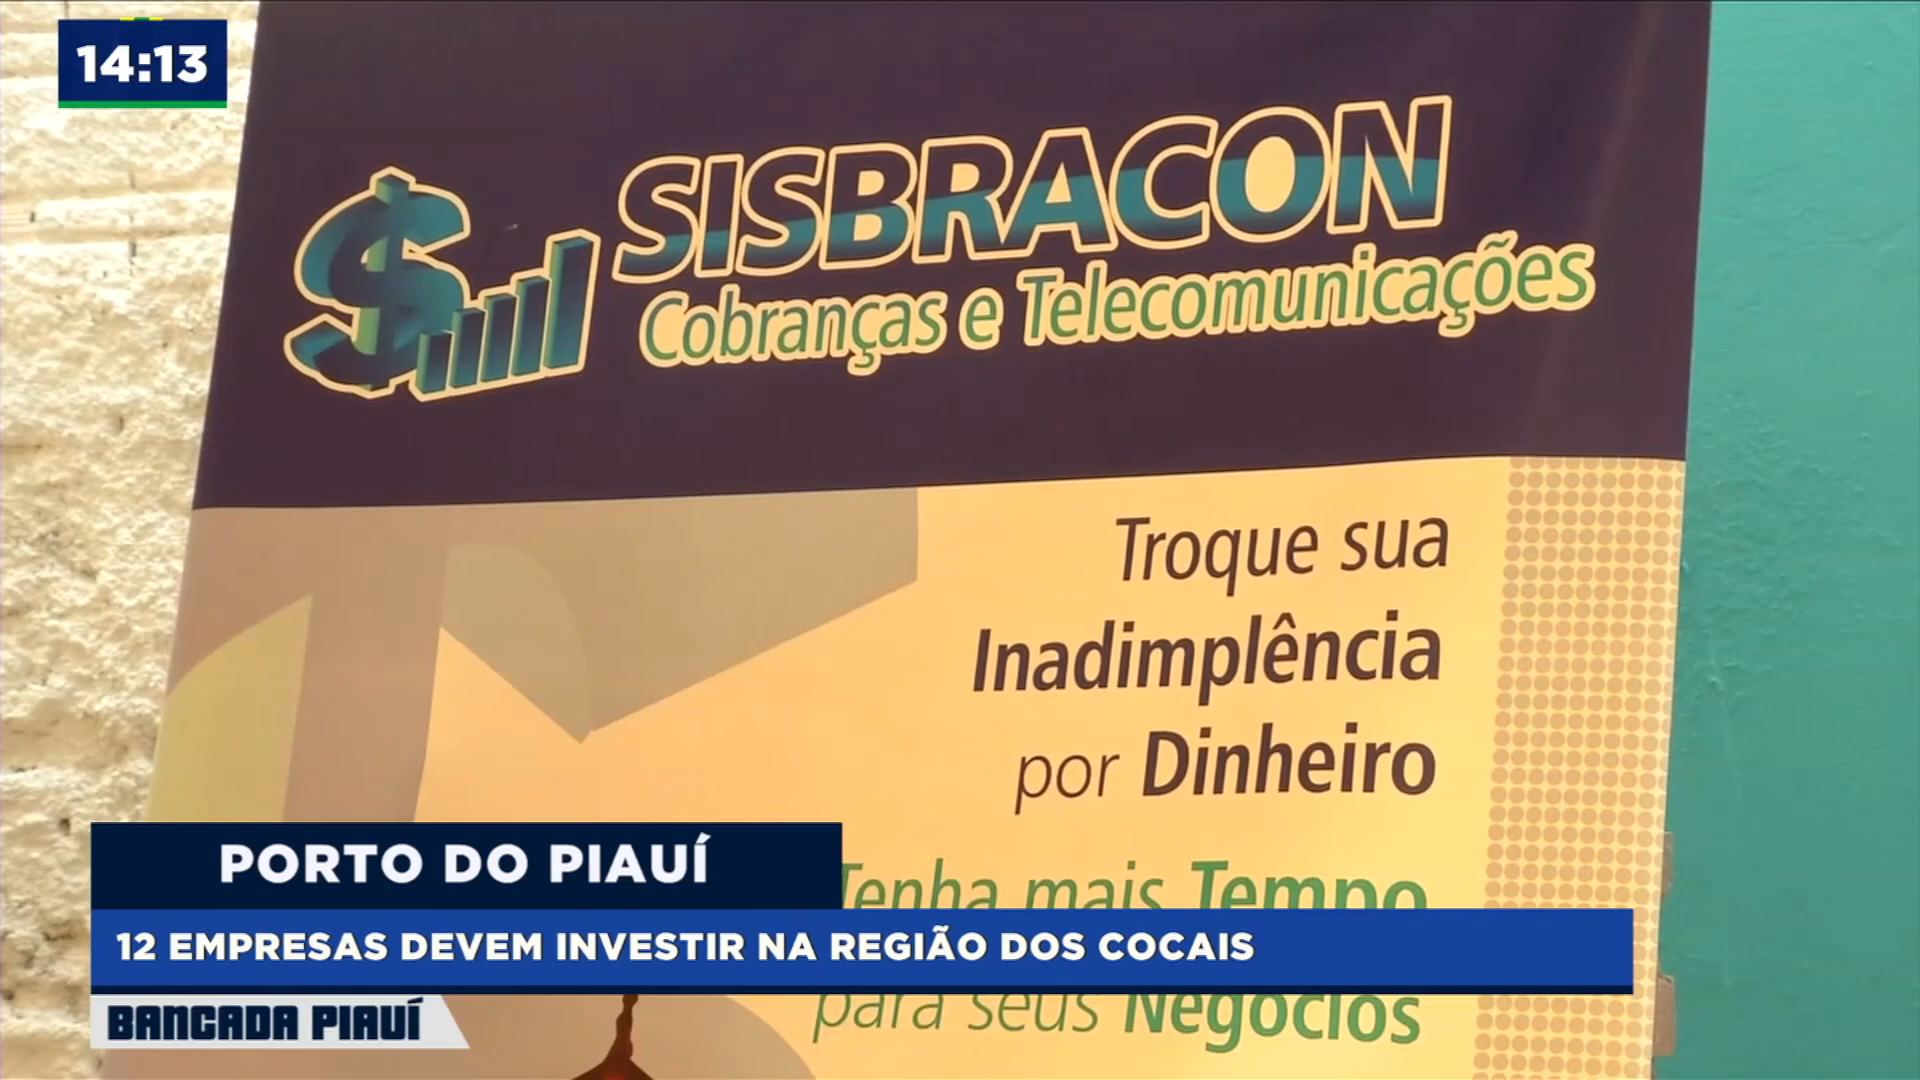 14:13
SISBRACON
Cobranças e Telecomunicações
Troque sua
Inadimplência
por Dinheiro
Tenha mais Tempo
para seus Negócios
PORTO DO PIAUÍ
12 EMPRESAS DEVEM INVESTIR NA REGIÃO DOS COCAIS
BANCADA PIAUÍ